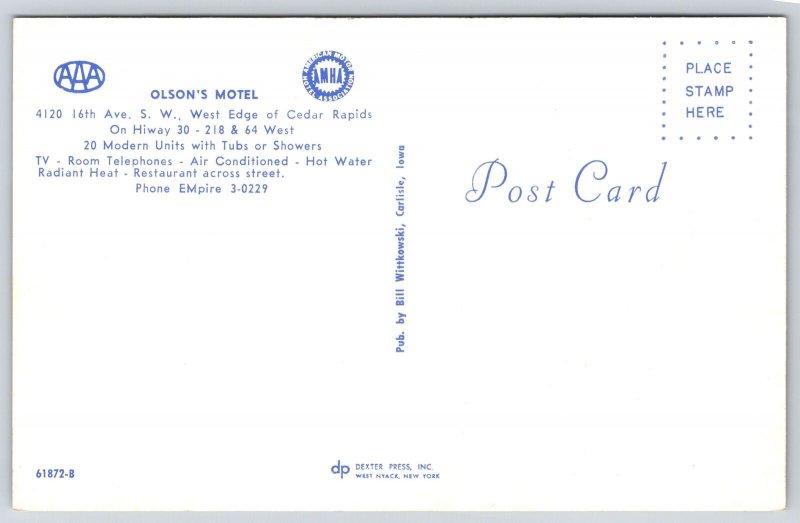 AAA
AMERICAN MOTOR
AMHA
HOTEL ASSOCIATION
OLSON'S MOTEL
4120 16th Ave. S. W., West Edge of Cedar Rapids
On Hiway 30 - 218 & 64 West
20 Modern Units with Tubs or Showers
TV - Room Telephones - Air Conditioned - Hot Water
Radiant Heat - Restaurant across street.
Phone EMpire 3-0229
Pub. by Bill Wittkowski, Carlisle, Iowa
PLACE
STAMP
HERE
Post Card
61872-B
dp DEXTER PRESS, INC.
WEST NYACK, NEW YORK